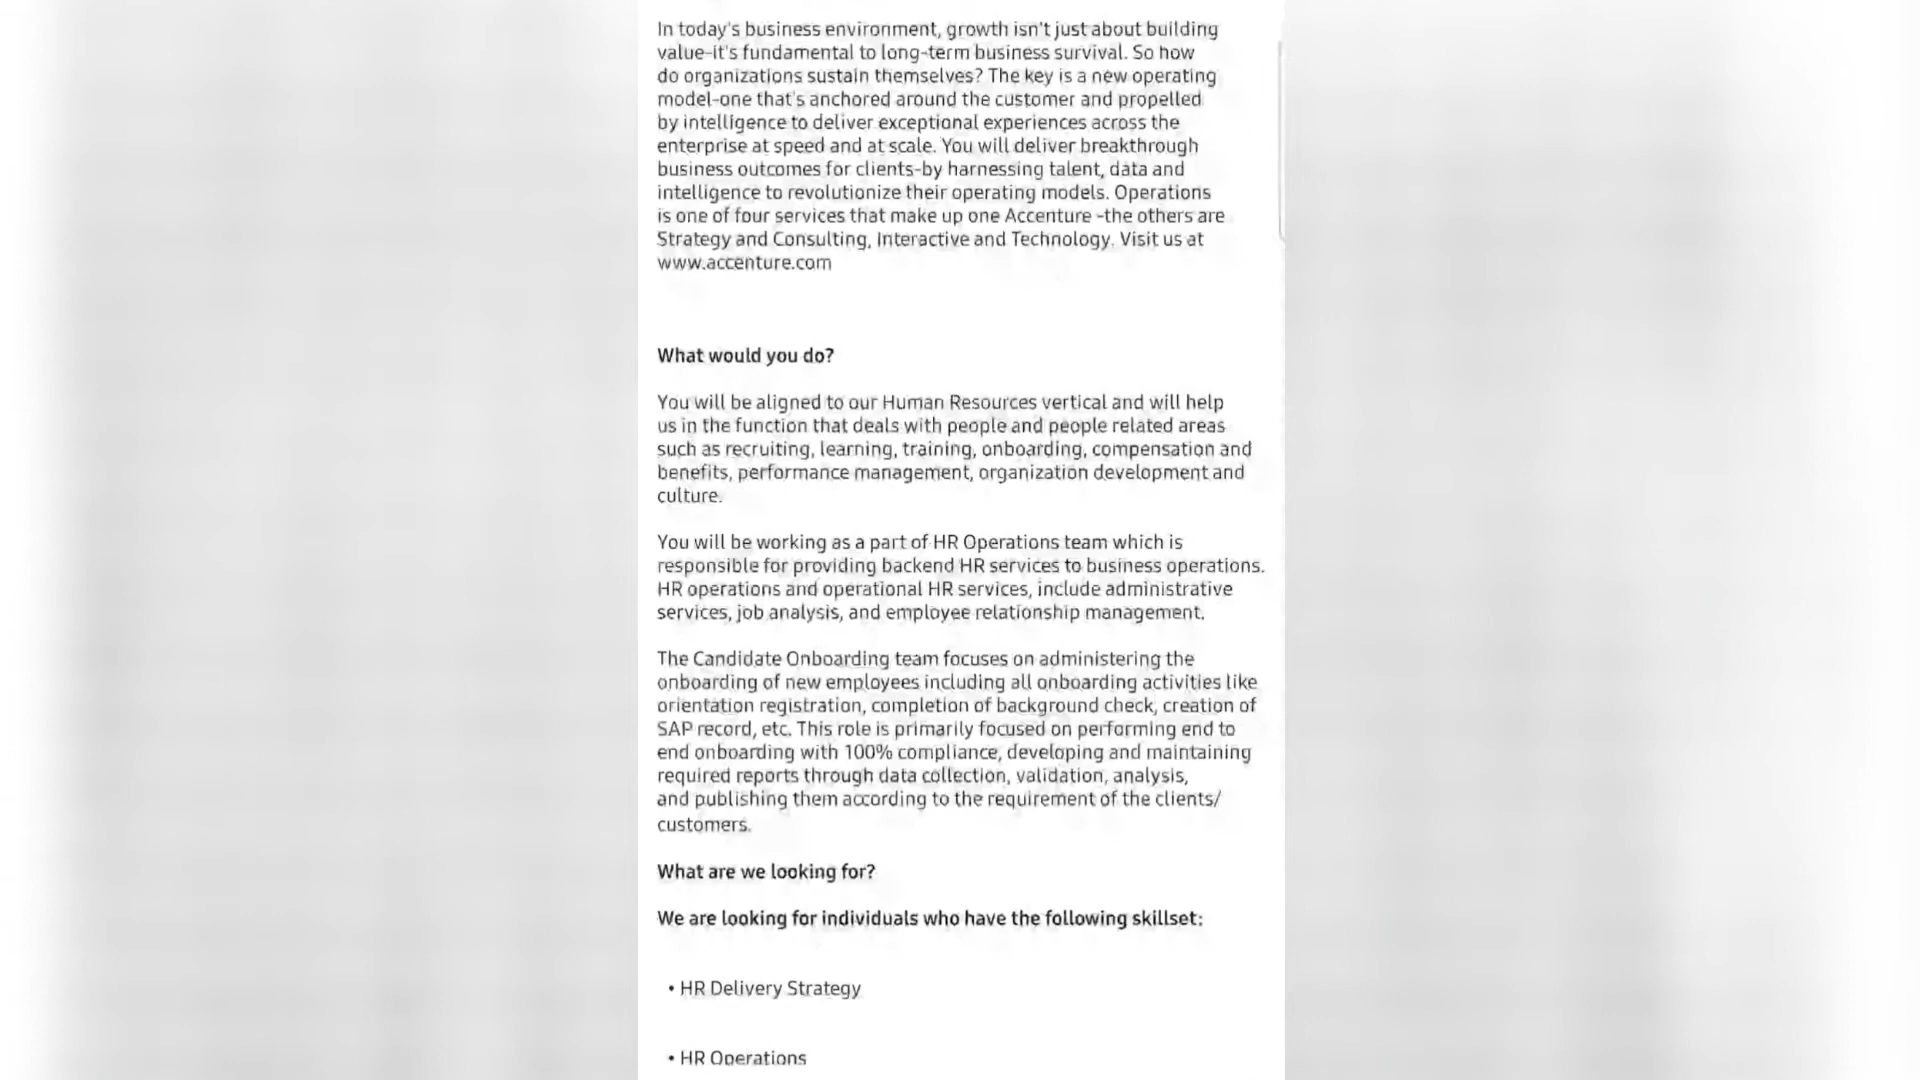 In today's business environment, growth isn't just about building
value-it's fundamental to long-term business survival. So how
do organizations sustain themselves? The key is a new operating
model-one that's anchored around the customer and propelled
by intelligence to deliver exceptional experiences across the
enterprise at speed and at scale. You will deliver breakthrough
business outcomes for clients-by harnessing talent, data and
intelligence to revolutionize their operating models. Operations
is one of four services that make up one Accenture -the others are
Strategy and Consulting, Interactive and Technology. Visit us at
www.accenture.com
What would you do?
You will be aligned to our Human Resources vertical and will help
us in the function that deals with people and people related areas
such as recruiting, learning, training, onboarding, compensation and
benefits, performance management, organization development and
culture.
You will be working as a part of HR Operations team which is
responsible for providing backend HR services to business operations.
HR operations and operational HR services, include administrative
services, job analysis, and employee relationship management.
The Candidate Onboarding team focuses on administering the
onboarding of new employees including all onboarding activities like
orientation registration, completion of background check, creation of
SAP record, etc. This role is primarily focused on performing end to
end onboarding with 100% compliance, developing and maintaining
required reports through data collection, validation, analysis,
and publishing them according to the requirement of the clients/
customers.
What are we looking for?
We are looking for individuals who have the following skillset:
• HR Delivery Strategy
• HR Operations